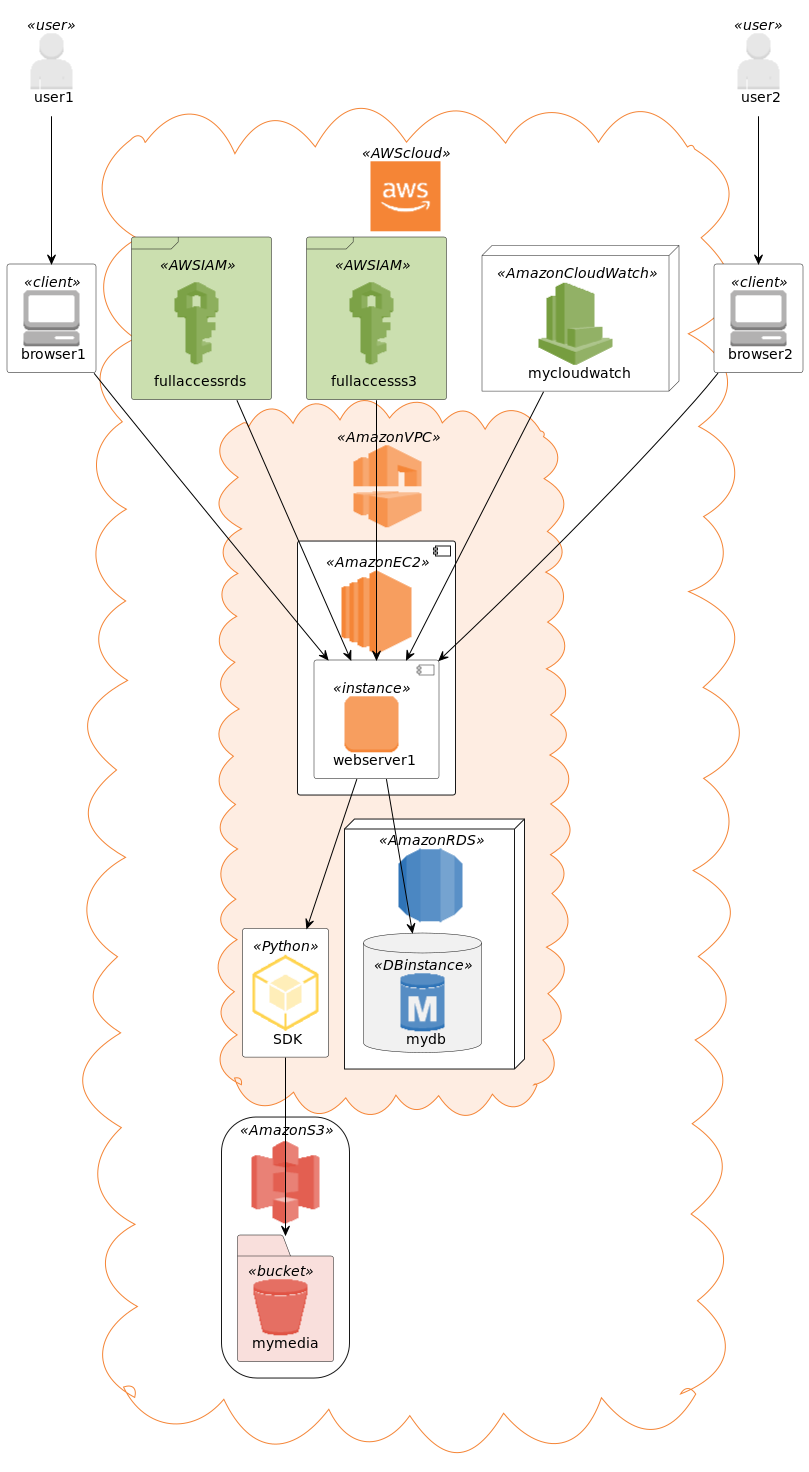 «user»
user1
«user»
user2
«AWScloud»
aws
«client»
browser1
«AWSIAM»
fullaccessrds
«AWSIAM»
fullaccesss3
«AmazonCloudWatch»
mycloudwatch
«client»
browser2
«AmazonVPC»
«AmazonEC2»
«instance»
webserver1
«AmazonRDS»
«Python»
SDK
«DBinstance»
M
mydb
«AmazonS3»
«bucket»
mymedia